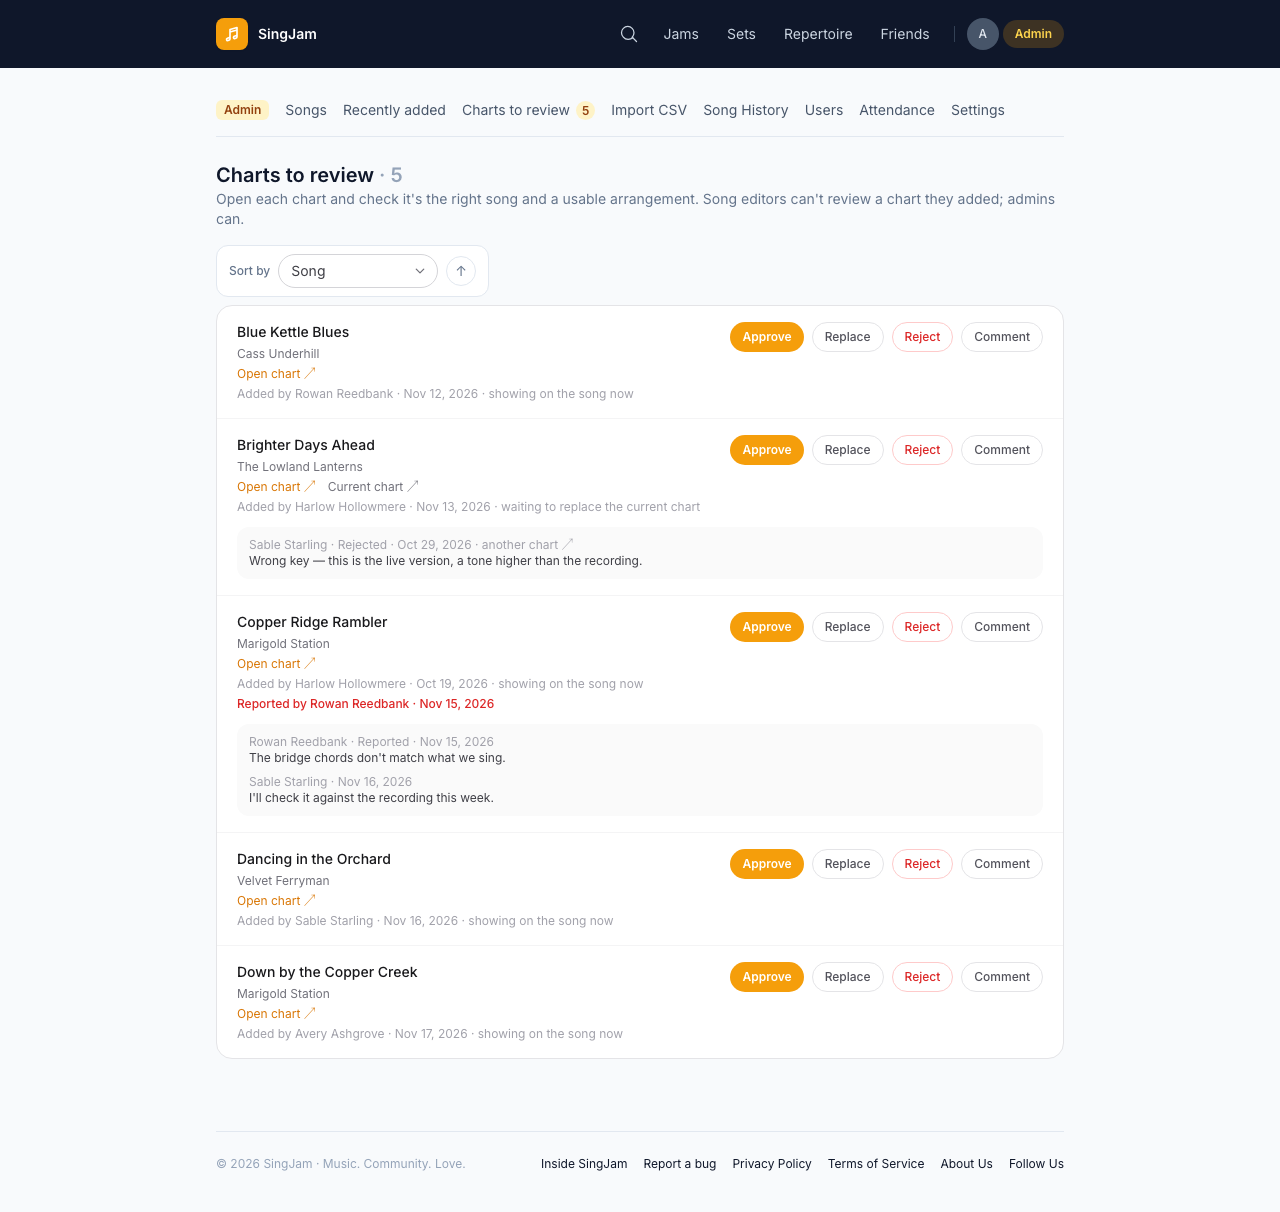 SingJam
Jams
Sets
Repertoire
Friends
A
Admin
Admin
Songs
Recently added
Charts to review 5
Import CSV
Song History
Users
Attendance
Settings
Charts to review · 5
Open each chart and check it's the right song and a usable arrangement. Song editors can't review a chart they added; admins
can.
Sort by
Song
↑
Blue Kettle Blues
Approve
Replace
Reject
Comment
Cass Underhill
Open chart ↗
Added by Rowan Reedbank · Nov 12, 2026 · showing on the song now
Brighter Days Ahead
Approve
Replace
Reject
Comment
The Lowland Lanterns
Open chart ↗ Current chart ↗
Added by Harlow Hollowmere · Nov 13, 2026 · waiting to replace the current chart
Sable Starling · Rejected · Oct 29, 2026 · another chart ↗
Wrong key — this is the live version, a tone higher than the recording.
Copper Ridge Rambler
Approve
Replace
Reject
Comment
Marigold Station
Open chart ↗
Added by Harlow Hollowmere · Oct 19, 2026 · showing on the song now
Reported by Rowan Reedbank · Nov 15, 2026
Rowan Reedbank · Reported · Nov 15, 2026
The bridge chords don't match what we sing.
Sable Starling · Nov 16, 2026
I'll check it against the recording this week.
Dancing in the Orchard
Approve
Replace
Reject
Comment
Velvet Ferryman
Open chart ↗
Added by Sable Starling · Nov 16, 2026 · showing on the song now
Down by the Copper Creek
Approve
Replace
Reject
Comment
Marigold Station
Open chart ↗
Added by Avery Ashgrove · Nov 17, 2026 · showing on the song now
© 2026 SingJam · Music. Community. Love.
Inside SingJam
Report a bug
Privacy Policy
Terms of Service
About Us
Follow Us